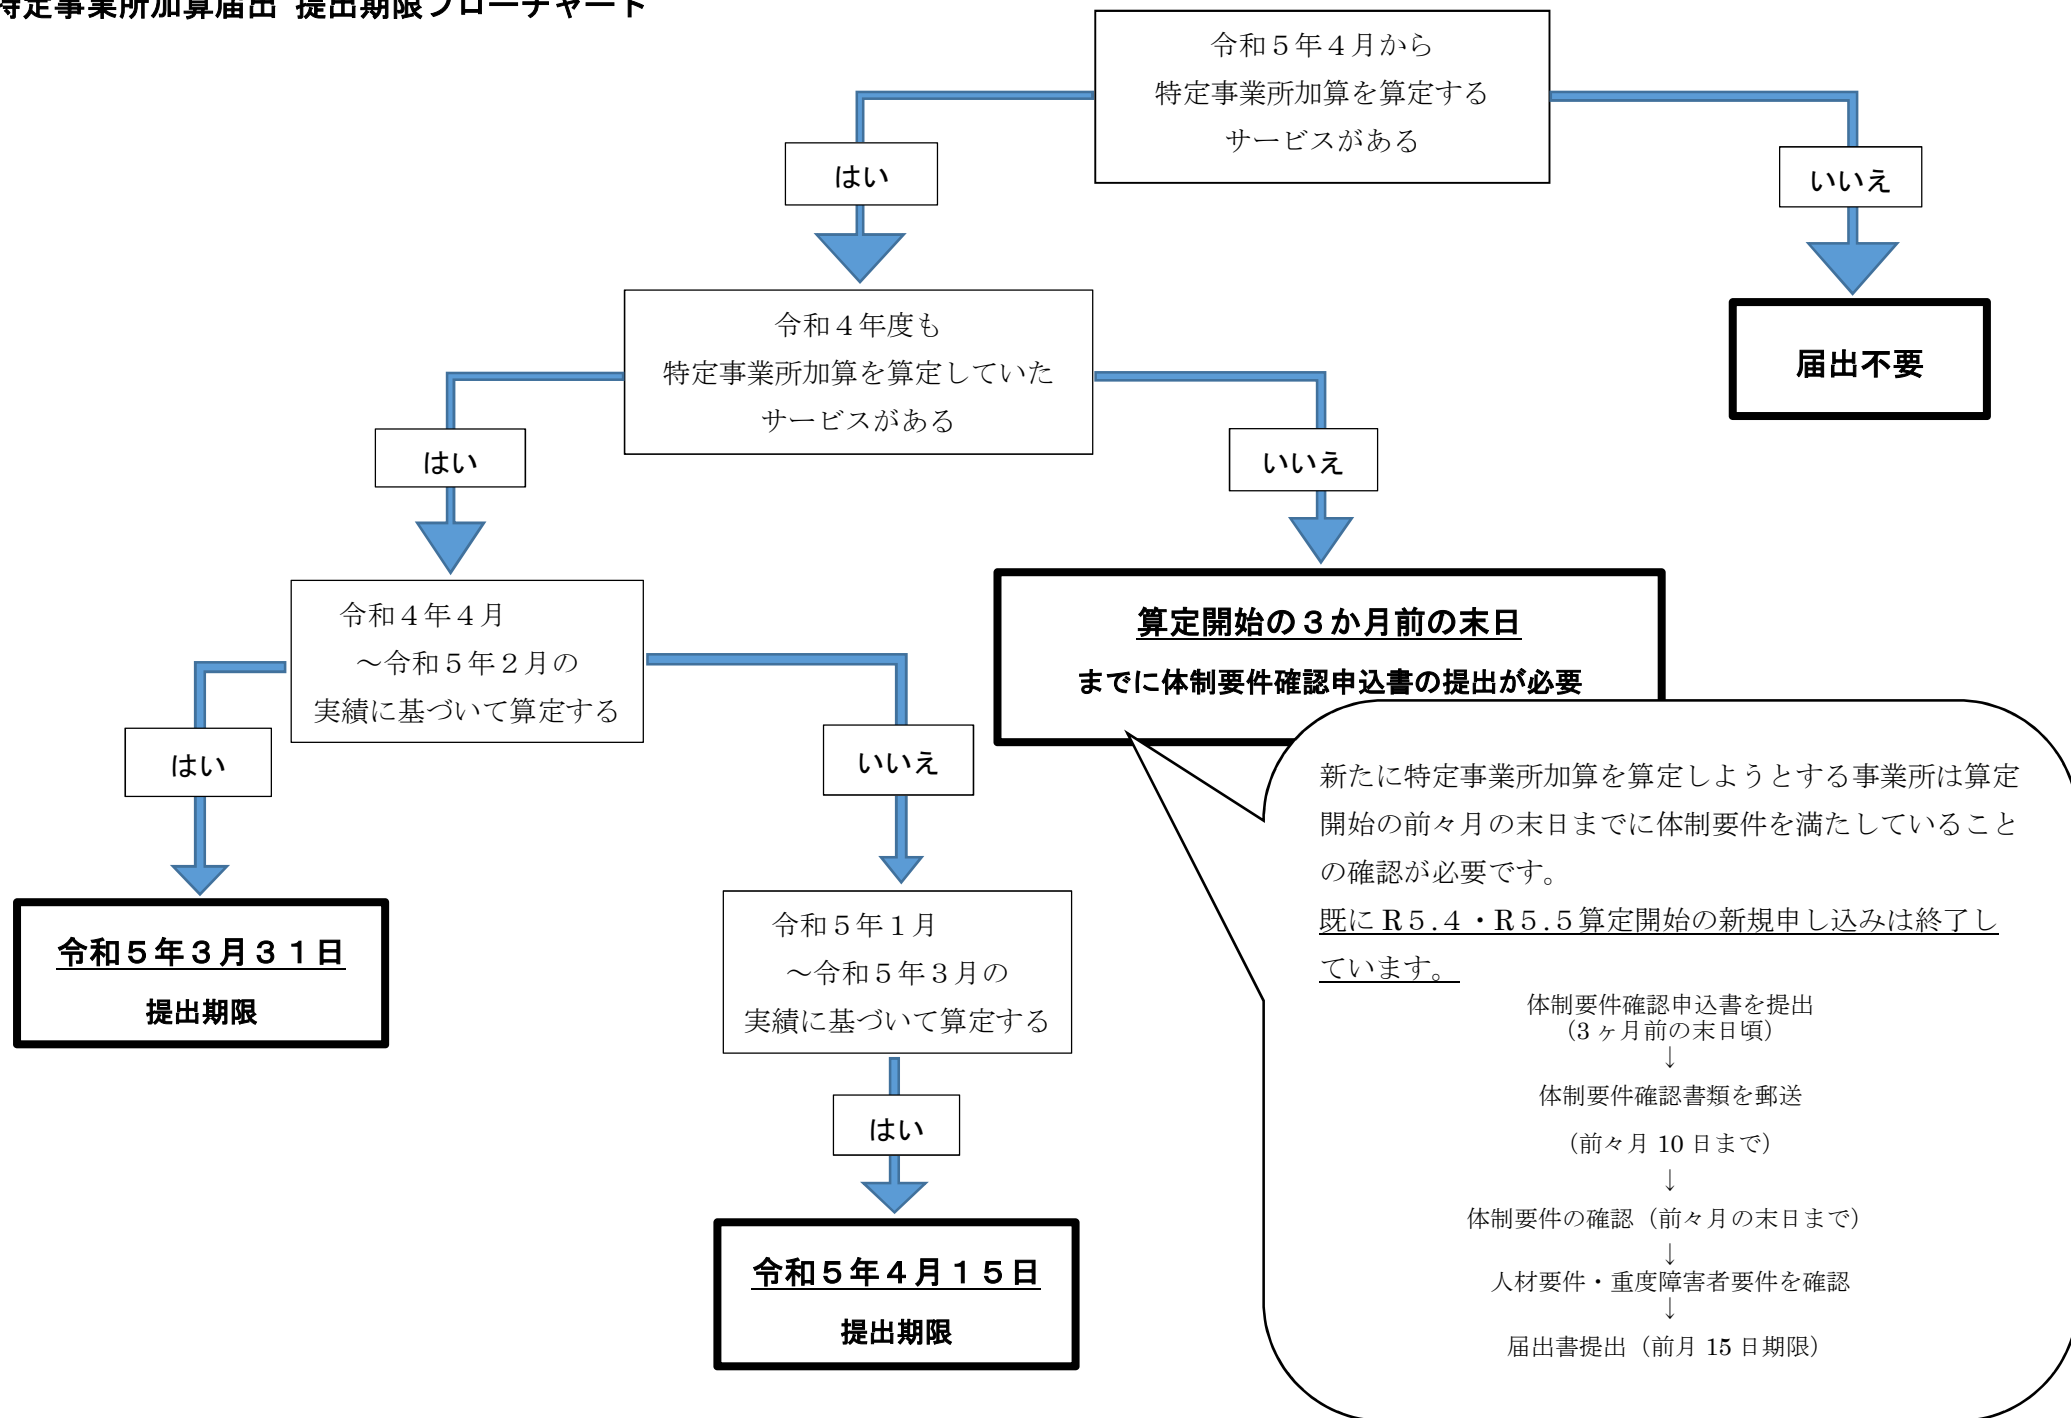 特定事業所加算届出 提出期限フローチャート
令和５年４月から
特定事業所加算を算定する
サービスがある
はい
いいえ
届出不要
令和４年度も
特定事業所加算を算定していた
サービスがある
はい
いいえ
令和４年４月
～令和５年２月の
実績に基づいて算定する
算定開始の３か月前の末日
までに体制要件確認申込書の提出が必要
はい
いいえ
令和５年３月３１日
提出期限
令和５年１月
～令和５年３月の
実績に基づいて算定する
はい
令和５年４月１５日
提出期限
新たに特定事業所加算を算定しようとする事業所は算定
開始の前々月の末日までに体制要件を満たしていること
の確認が必要です。
既に R５.４・R５.５算定開始の新規申し込みは終了し
ています。
体制要件確認申込書を提出
（3 ヶ月前の末日頃）
↓
体制要件確認書類を郵送
（前々月 10 日まで）
↓
体制要件の確認（前々月の末日まで）
↓
人材要件・重度障害者要件を確認
↓
届出書提出（前月 15 日期限）